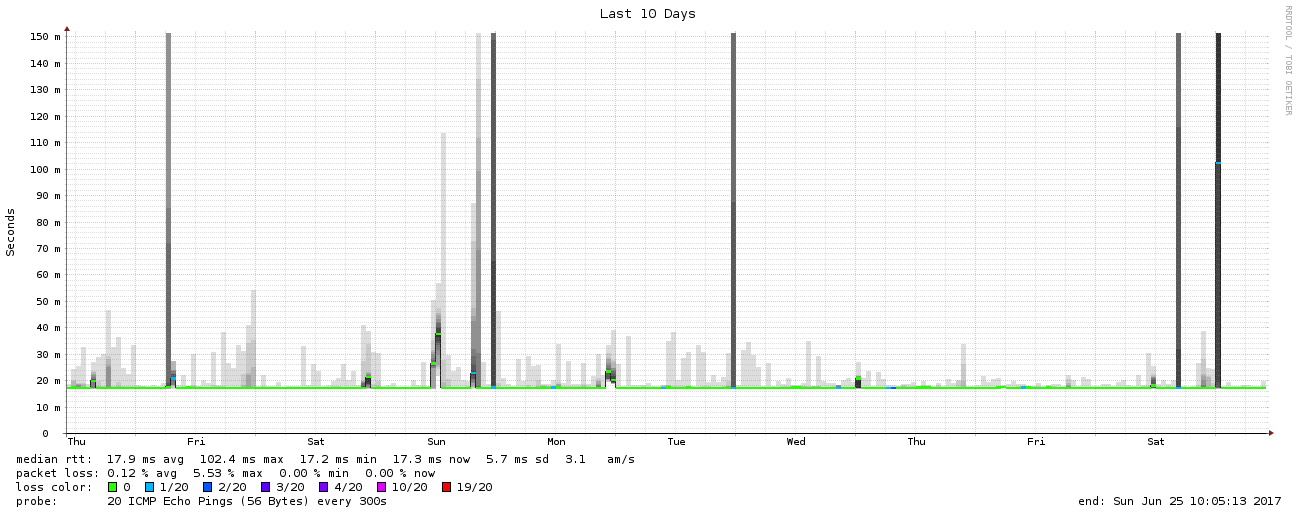 Last 10 Days
RRDTOOL / TOBI OETIKER
Seconds
150 m
140 m
130 m
120 m
110 m
100 m
90 m
80 m
70 m
60 m
50 m
40 m
30 m
20 m
10 m
0
Thu Fri Sat Sun Mon Tue Wed Thu Fri Sat
median rtt: 17.9 ms avg 102.4 ms max 17.2 ms min 17.3 ms now 5.7 ms sd 3.1 am/s
packet loss: 0.12 % avg 5.53 % max 0.00 % min 0.00 % now
loss color: 0 1/20 2/20 3/20 4/20 10/20 19/20
probe: 20 ICMP Echo Pings (56 Bytes) every 300s end: Sun Jun 25 10:05:13 2017